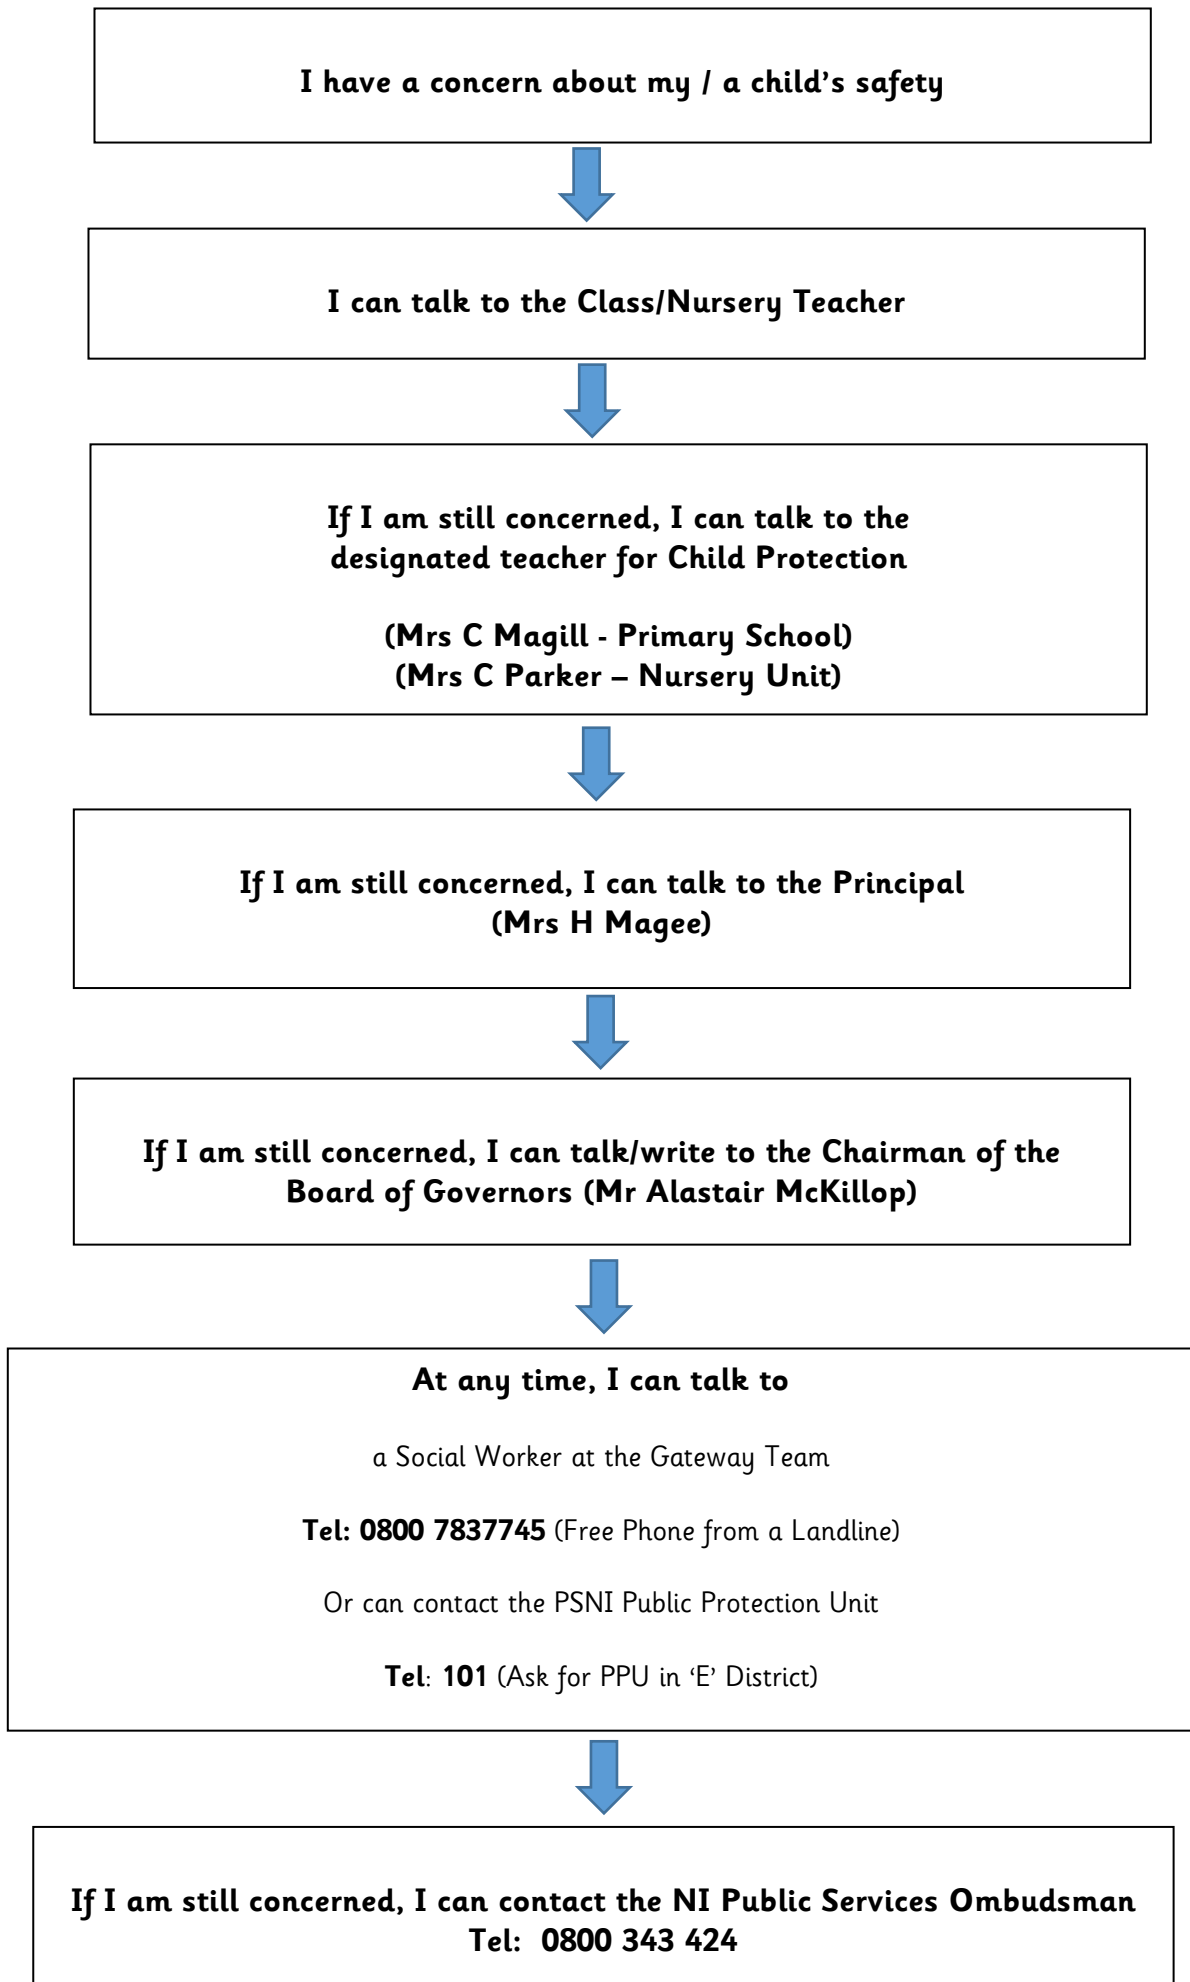 I have a concern about my / a child’s safety
I can talk to the Class/Nursery Teacher
If I am still concerned, I can talk to the
designated teacher for Child Protection
(Mrs C Magill - Primary School)
(Mrs C Parker – Nursery Unit)
If I am still concerned, I can talk to the Principal
(Mrs H Magee)
If I am still concerned, I can talk/write to the Chairman of the
Board of Governors (Mr Alastair McKillop)
At any time, I can talk to
a Social Worker at the Gateway Team
Tel: 0800 7837745 (Free Phone from a Landline)
Or can contact the PSNI Public Protection Unit
Tel: 101 (Ask for PPU in ‘E’ District)
If I am still concerned, I can contact the NI Public Services Ombudsman
Tel:  0800 343 424